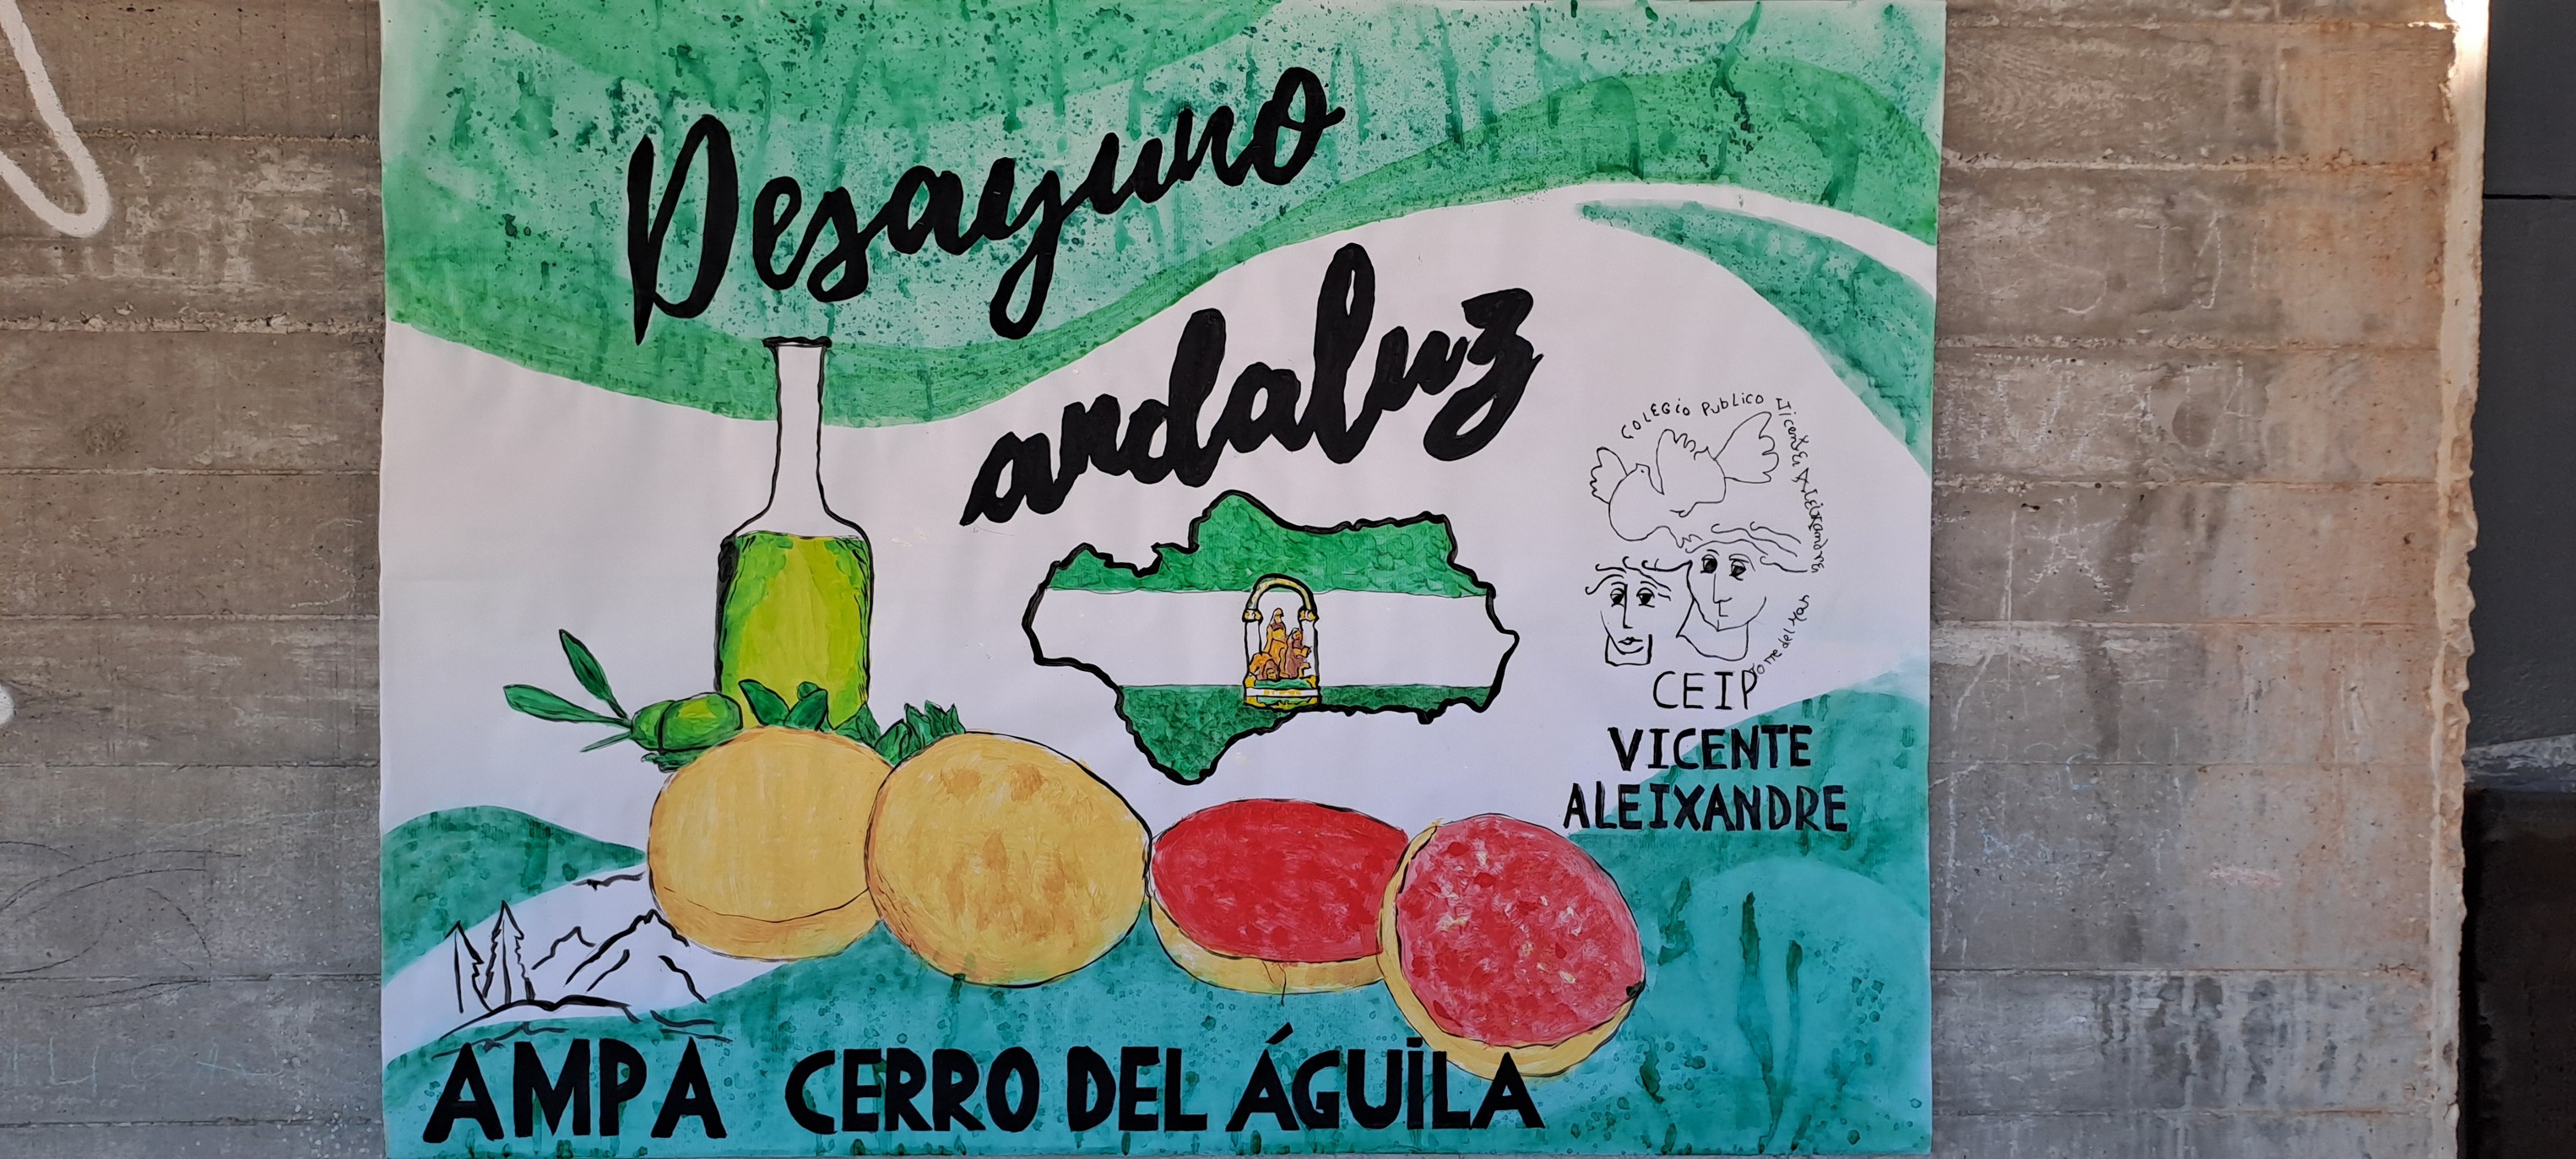 Desayuno
andaluz
COLEGIO PUBLICO Vicente Aleixandre
Torre del Mar
CEIP
VICENTE
ALEIXANDRE
AMPA CERRO DEL ÁGUILA